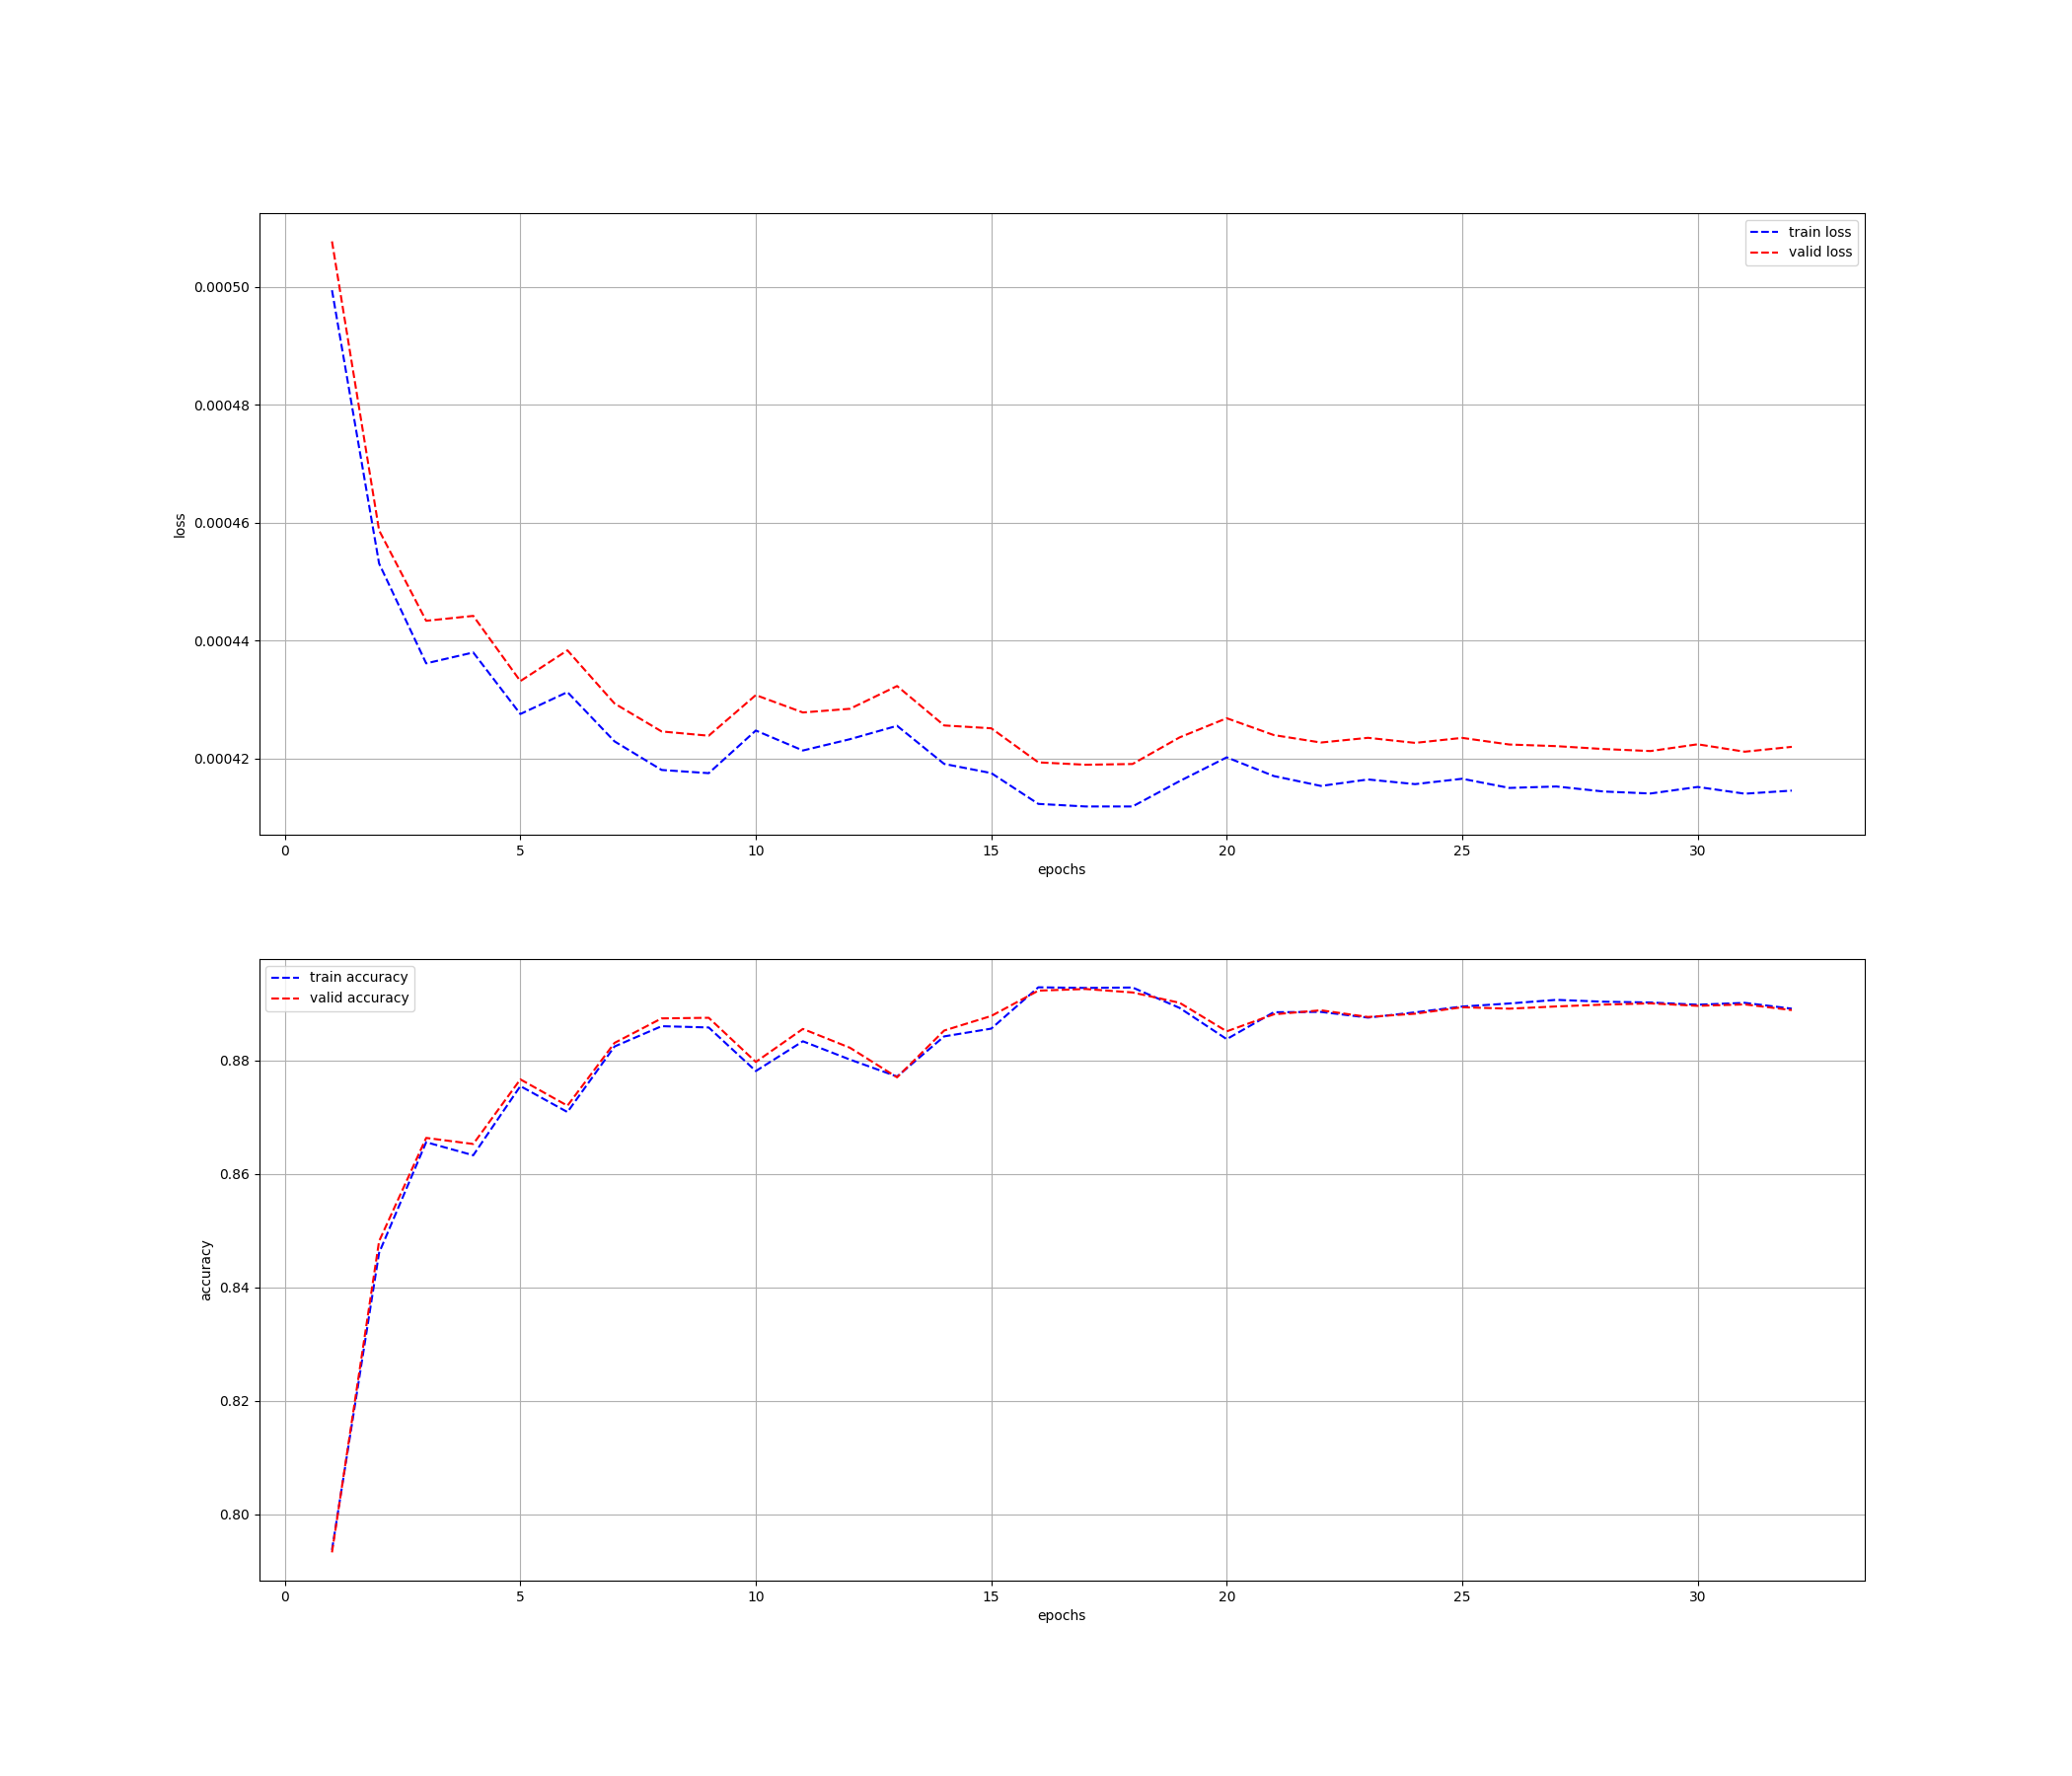 train loss
valid loss
0.00050
0.00048
0.00046
0.00044
0.00042
loss
0 5 10 15 20 25 30
epochs
train accuracy
valid accuracy
0.88
0.86
0.84
0.82
0.80
accuracy
0 5 10 15 20 25 30
epochs